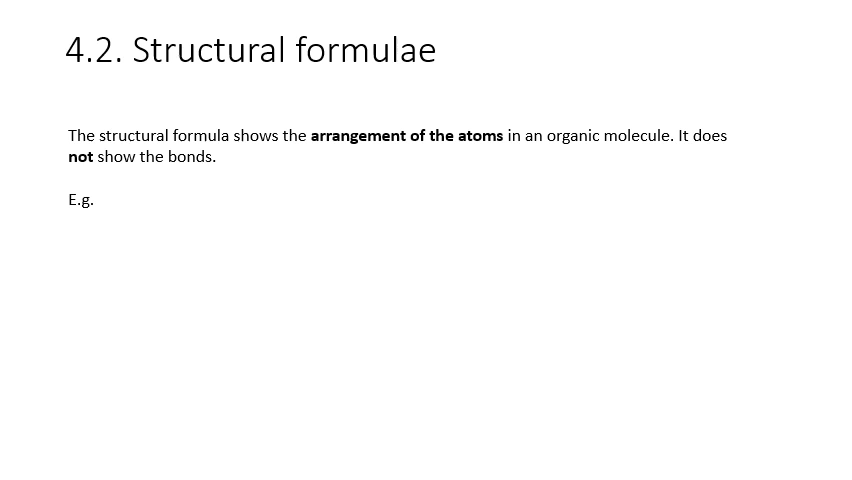 4.2. Structural formulae
The structural formula shows the arrangement of the atoms in an organic molecule. It does
not show the bonds.
E.g.